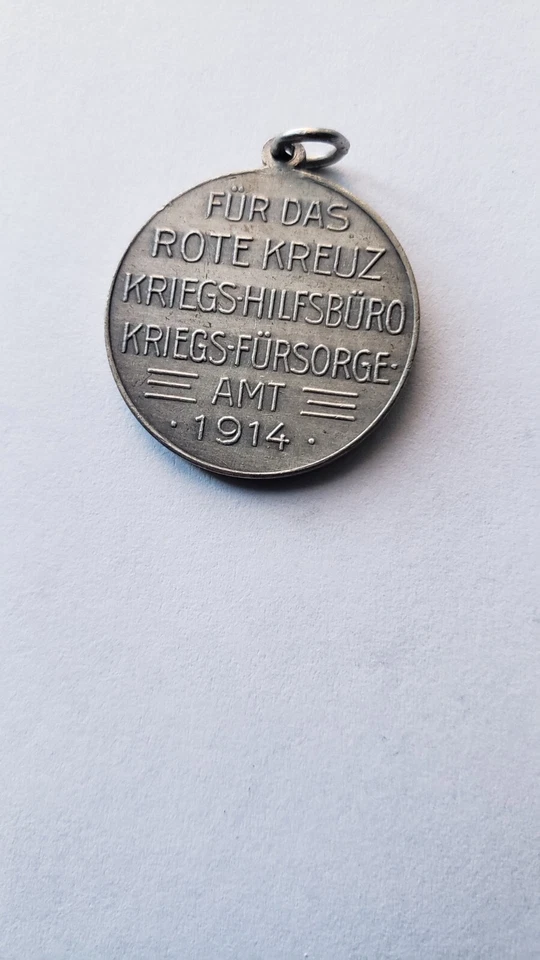 FÜR DAS
ROTE KREUZ
KRIEGS-HILFSBÜRO
KRIEGS-FÜRSORGE-
AMT
· 1914 ·